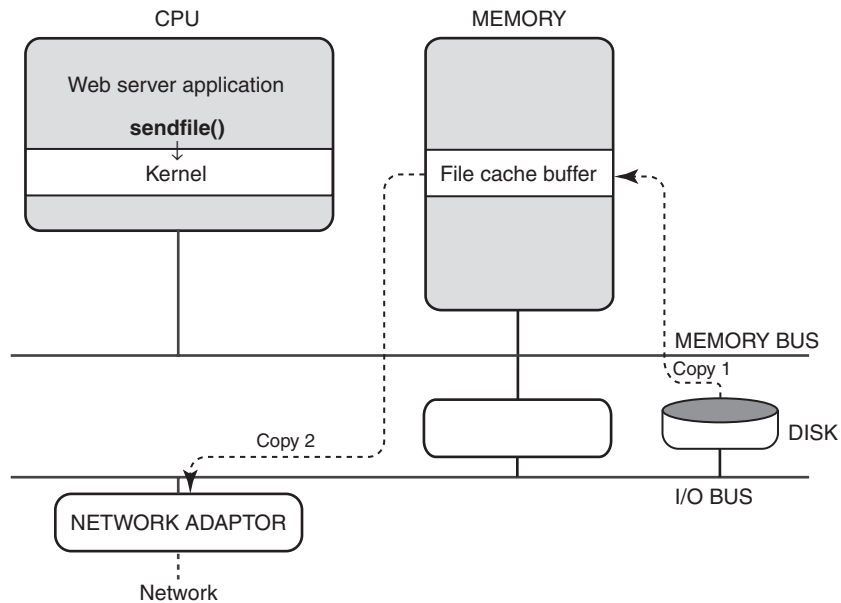 CPU
MEMORY
Web server application
sendfile()
Kernel
File cache buffer
MEMORY BUS
Copy 1
Copy 2
DISK
I/O BUS
NETWORK ADAPTOR
Network